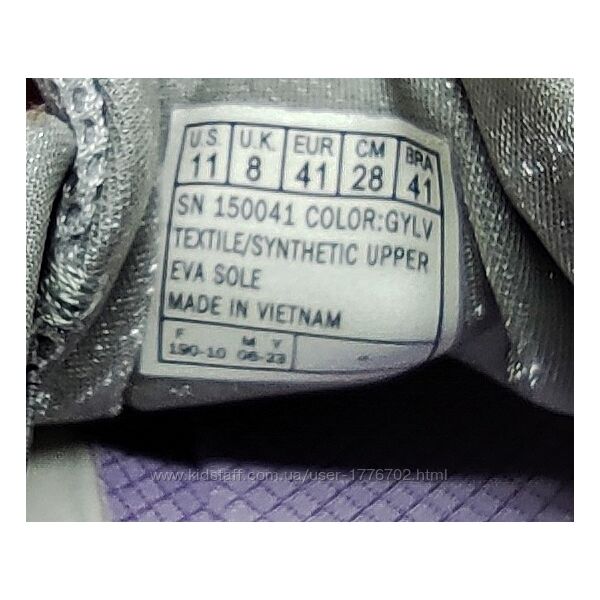 U.S. U.K. EUR CM BRA
11 8 41 28 41
SN 150041 COLOR:GYLV
TEXTILE/SYNTHETIC UPPER
EVA SOLE
MADE IN VIETNAM
F M Y
190-10 06-23
www.kidstaff.com.ua/user-1776702.html